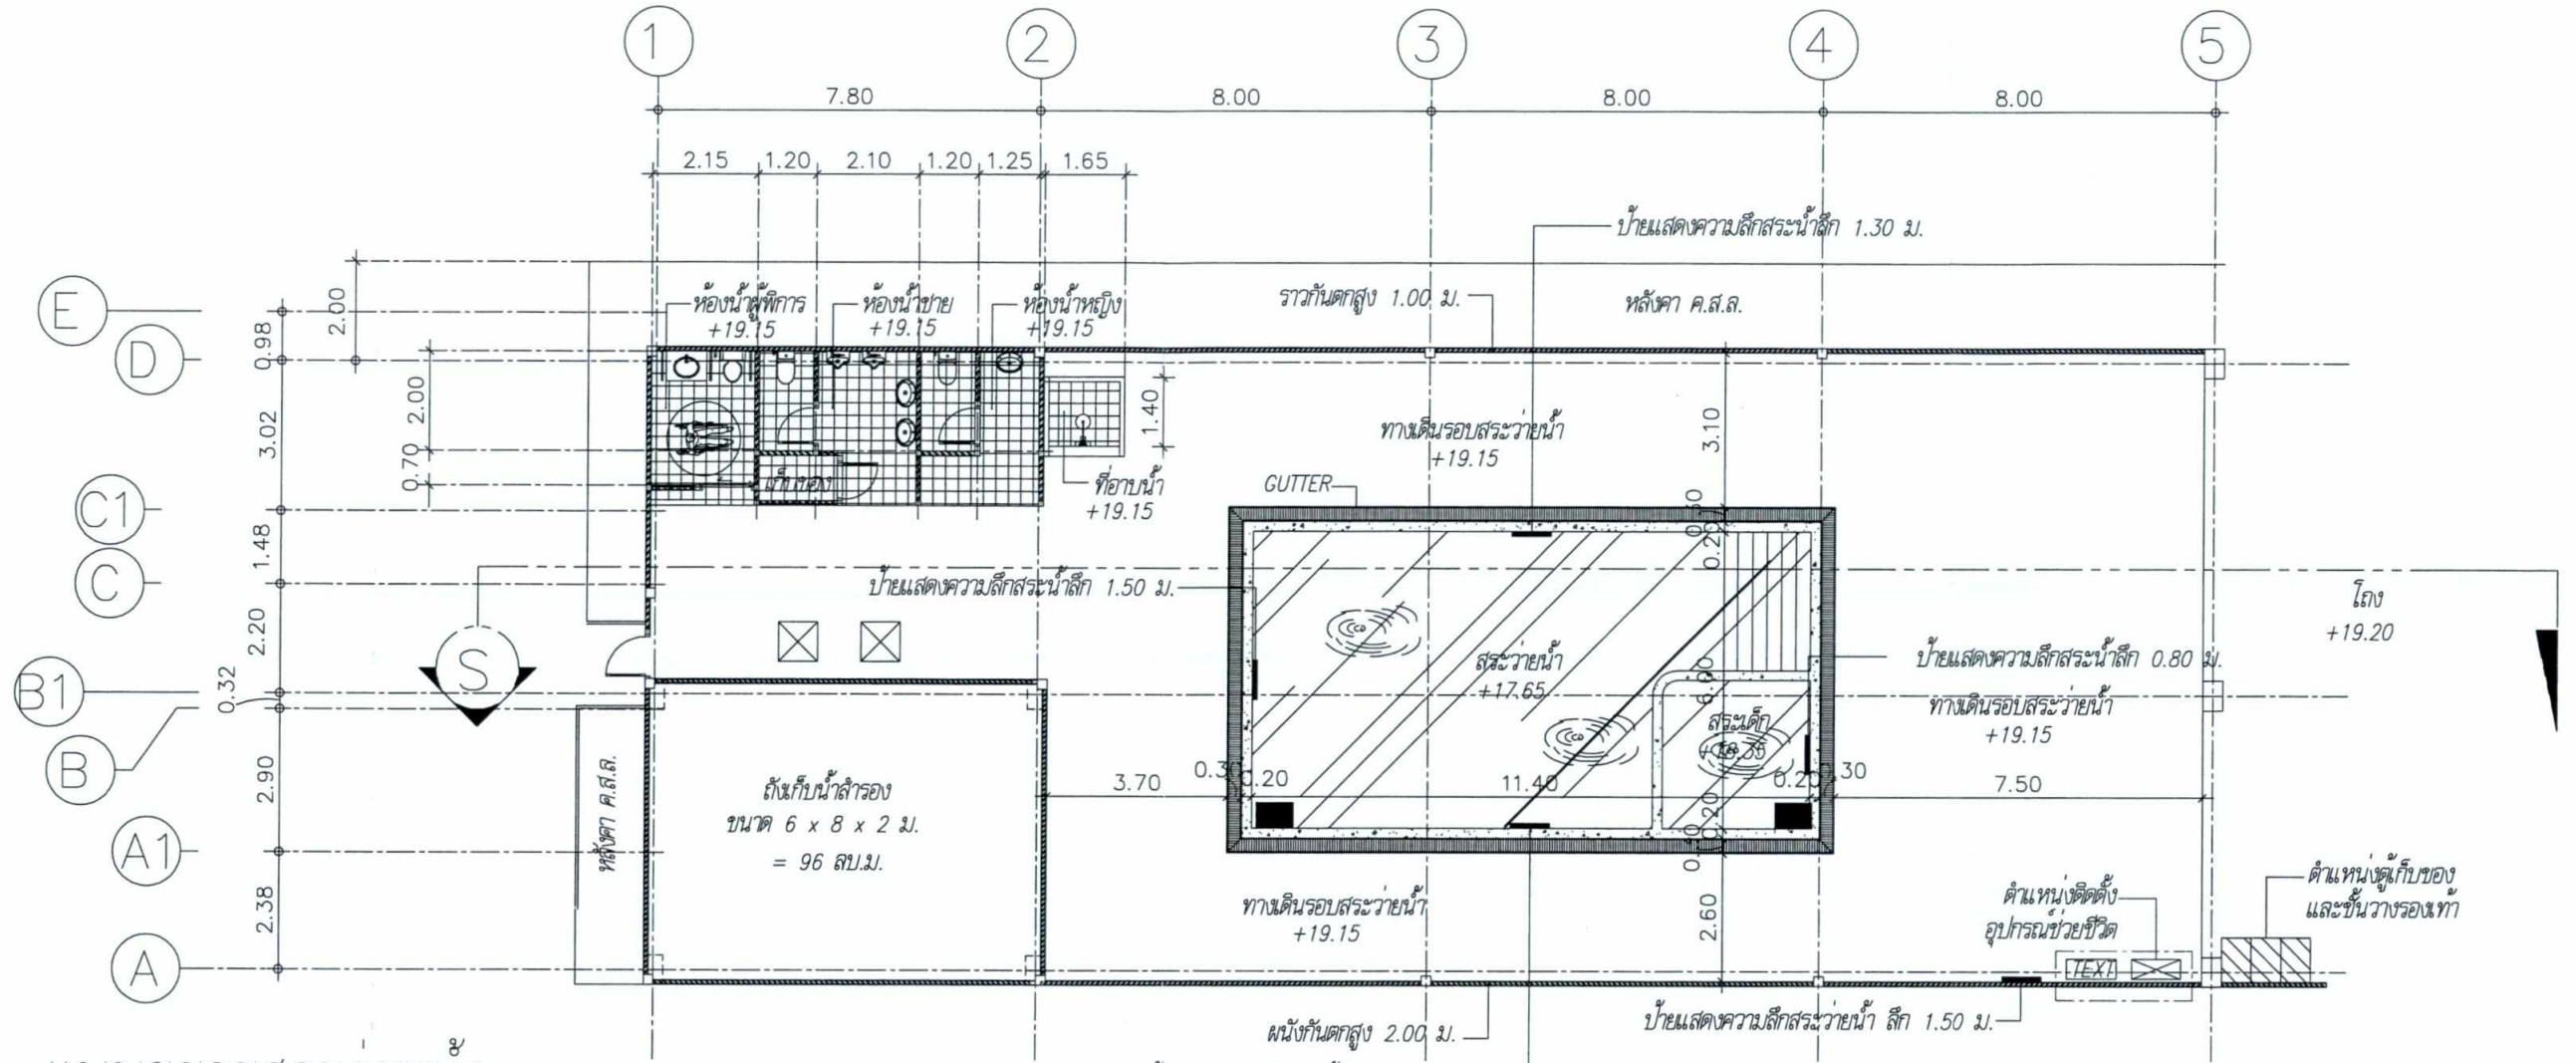 1
2
3
4
5
7.80
8.00
8.00
8.00
2.15
1.20
2.10
1.20
1.25
1.65
ป้ายแสดงความลึกสระน้ำลึก 1.30 ม.
E
D
C1
C
B1
B
A1
A
2.00
0.98
3.02
1.48
2.20
0.32
2.90
2.38
2.00
0.70
ห้องน้ำผู้พิการ
+19.15
ห้องน้ำชาย
+19.15
ห้องน้ำหญิง
+19.15
ราวกันตกสูง 1.00 ม.
หลังคา ค.ส.ล.
1.40
เก็บของ
ที่อาบน้ำ
+19.15
ทางเดินรอบสระว่ายน้ำ
+19.15
3.10
GUTTER
0.20
ป้ายแสดงความลึกสระน้ำลึก 1.50 ม.
S
สระว่ายน้ำ
+17.65
6.00
สระเด็ก
โถง
+19.20
ป้ายแสดงความลึกสระน้ำลึก 0.80 ม.
ทางเดินรอบสระว่ายน้ำ
+19.15
3.70
0.20
11.40
0.20
7.50
0.20
หลังคา ค.ส.ล.
ถังเก็บน้ำสำรอง
ขนาด 6 x 8 x 2 ม.
= 96 ลบ.ม.
ทางเดินรอบสระว่ายน้ำ
+19.15
2.60
ตำแหน่งติดตั้ง
อุปกรณ์ช่วยชีวิต
TEXT
ตำแหน่งตู้เก็บของ
และชั้นวางรองเท้า
ผนังกันตกสูง 2.00 ม.
ป้ายแสดงความลึกสระว่ายน้ำ ลึก 1.50 ม.